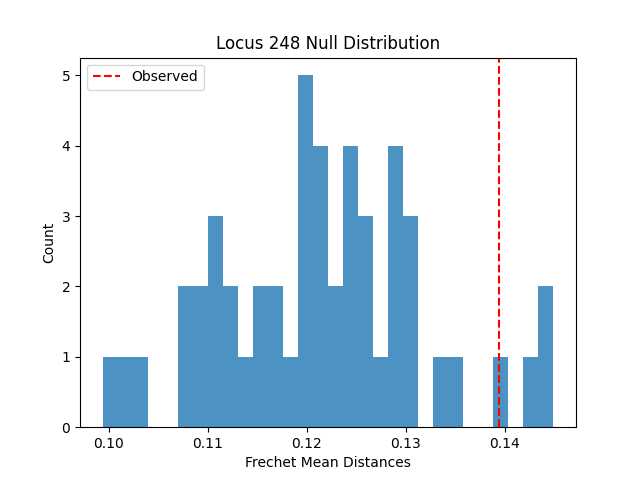 Locus 248 Null Distribution
Observed
5
4
3
2
1
0
Count
0.10 0.11 0.12 0.13 0.14
Frechet Mean Distances